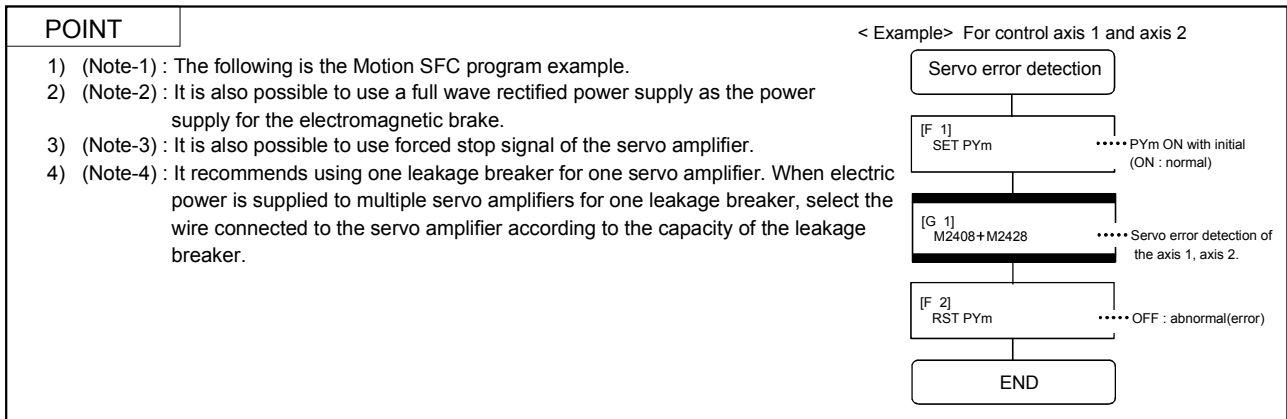 POINT
1) (Note-1) : The following is the Motion SFC program example.
2) (Note-2) : It is also possible to use a full wave rectified power supply as the power
supply for the electromagnetic brake.
3) (Note-3) : It is also possible to use forced stop signal of the servo amplifier.
4) (Note-4) : It recommends using one leakage breaker for one servo amplifier. When electric
power is supplied to multiple servo amplifiers for one leakage breaker, select the
wire connected to the servo amplifier according to the capacity of the leakage
breaker.
< Example> For control axis 1 and axis 2
Servo error detection
[F 1]
SET PYm
PYm ON with initial
(ON : normal)
[G 1]
M2408+M2428
Servo error detection of
the axis 1, axis 2.
[F 2]
RST PYm
OFF : abnormal(error)
END